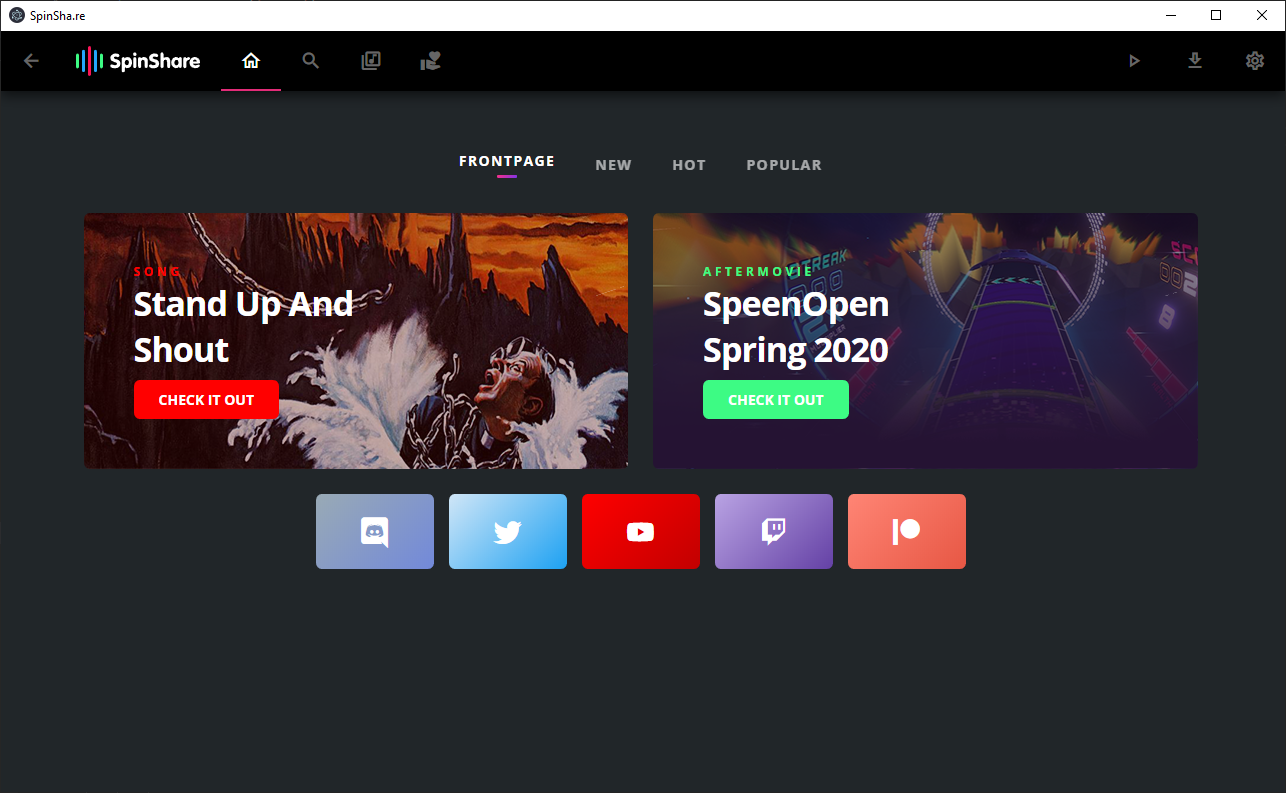 SpinSha.re
SpinShare
FRONTPAGE
NEW
HOT
POPULAR
SONG
Stand Up And
Shout
CHECK IT OUT
AFTERMOVIE
SpeenOpen
Spring 2020
CHECK IT OUT